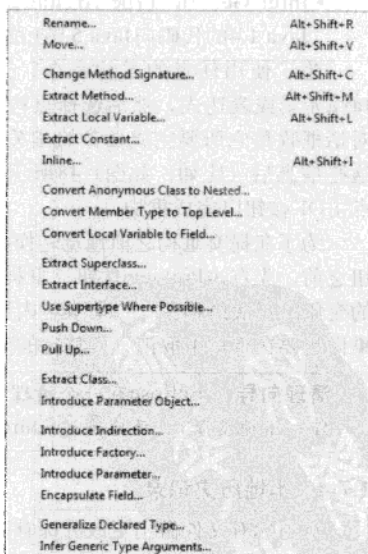 Rename... Alt+Shift+R
Move... Alt+Shift+V
Change Method Signature... Alt+Shift+C
Extract Method... Alt+Shift+M
Extract Local Variable... Alt+Shift+L
Extract Constant...
Inline... Alt+Shift+I
Convert Anonymous Class to Nested...
Convert Member Type to Top Level...
Convert Local Variable to Field...
Extract Superclass...
Extract Interface...
Use Supertype Where Possible...
Push Down...
Pull Up...
Extract Class...
Introduce Parameter Object...
Introduce Indirection...
Introduce Factory...
Introduce Parameter...
Encapsulate Field...
Generalize Declared Type...
Infer Generic Type Arguments...